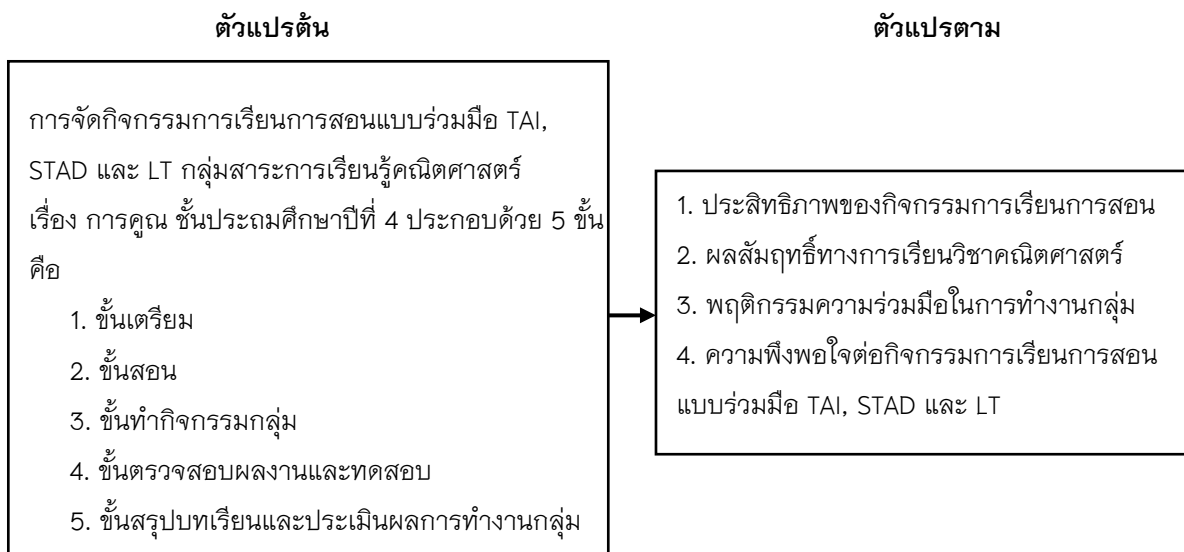 ตัวแปรต้น
การจัดกิจกรรมการเรียนการสอนแบบร่วมมือ TAI,
STAD และ LT กลุ่มสาระการเรียนรู้คณิตศาสตร์
เรื่อง การคูณ ชั้นประถมศึกษาปีที่ 4 ประกอบด้วย 5 ขั้น
คือ
1. ขั้นเตรียม
2. ขั้นสอน
3. ขั้นทำกิจกรรมกลุ่ม
4. ขั้นตรวจสอบผลงานและทดสอบ
5. ขั้นสรุปบทเรียนและประเมินผลการทำงานกลุ่ม
ตัวแปรตาม
1. ประสิทธิภาพของกิจกรรมการเรียนการสอน
2. ผลสัมฤทธิ์ทางการเรียนวิชาคณิตศาสตร์
3. พฤติกรรมความร่วมมือในการทำงานกลุ่ม
4. ความพึงพอใจต่อกิจกรรมการเรียนการสอน
แบบร่วมมือ TAI, STAD และ LT